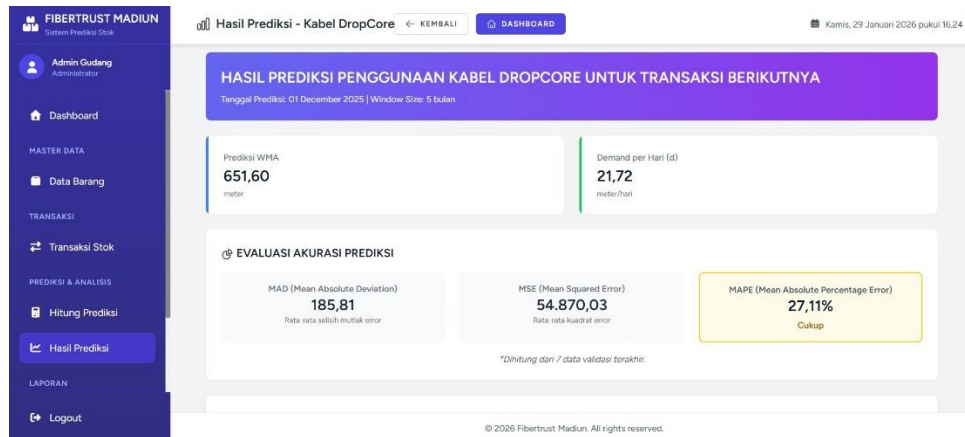 FIBERTRUST MADIUN
Sistem Prediksi Stok
Admin Gudang
Administrator
Dashboard
MASTER DATA
Data Barang
TRANSAKSI
Transaksi Stok
PREDIKSI & ANALISIS
Hitung Prediksi
Hasil Prediksi
LAPORAN
Logout
Hasil Prediksi - Kabel DropCore
← KEMBALI
DASHBOARD
Kamis, 29 Januari 2026 pukul 16.24
HASIL PREDIKSI PENGGUNAAN KABEL DROPCORE UNTUK TRANSAKSI BERIKUTNYA
Tanggal Prediksi: 01 December 2025 | Window Size: 5 bulan
Prediksi WMA
651,60
meter
Demand per Hari (d)
21,72
meter/hari
EVALUASI AKURASI PREDIKSI
MAD (Mean Absolute Deviation)
185,81
Rata-rata selisih mutlak error
MSE (Mean Squared Error)
54.870,03
Rata-rata kuadrat error
MAPE (Mean Absolute Percentage Error)
27,11%
Cukup
*Dihitung dari 7 data validasi terakhir.
© 2026 Fibertrust Madiun. All rights reserved.